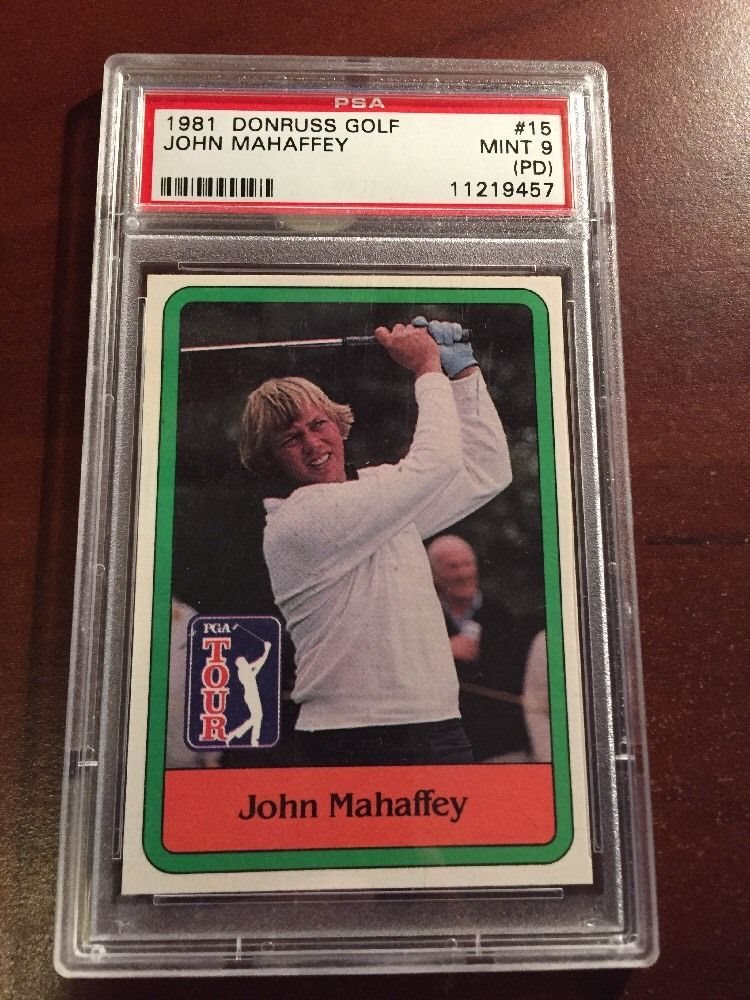 PSA
1981 DONRUSS GOLF #15
JOHN MAHAFFEY MINT 9
(PD)
11219457
PGA
TOUR
John Mahaffey